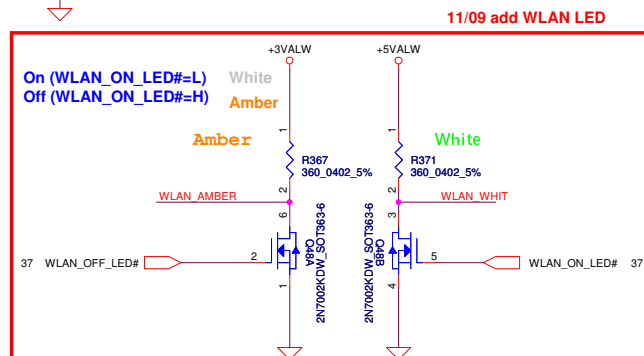 11/09 add WLAN LED
+3VALW
+5VALW
On (WLAN_ON_LED#=L) White
Off (WLAN_ON_LED#=H) Amber
Amber
White
1
1
R367
360_0402_5%
R371
360_0402_5%
2
2
WLAN_AMBER
WLAN_WHIT
6
3
Q48A
2N7002KDW_SOT363-6
Q48B
2N7002KDW_SOT363-6
37 WLAN_OFF_LED#
2
5
WLAN_ON_LED# 37
1
4